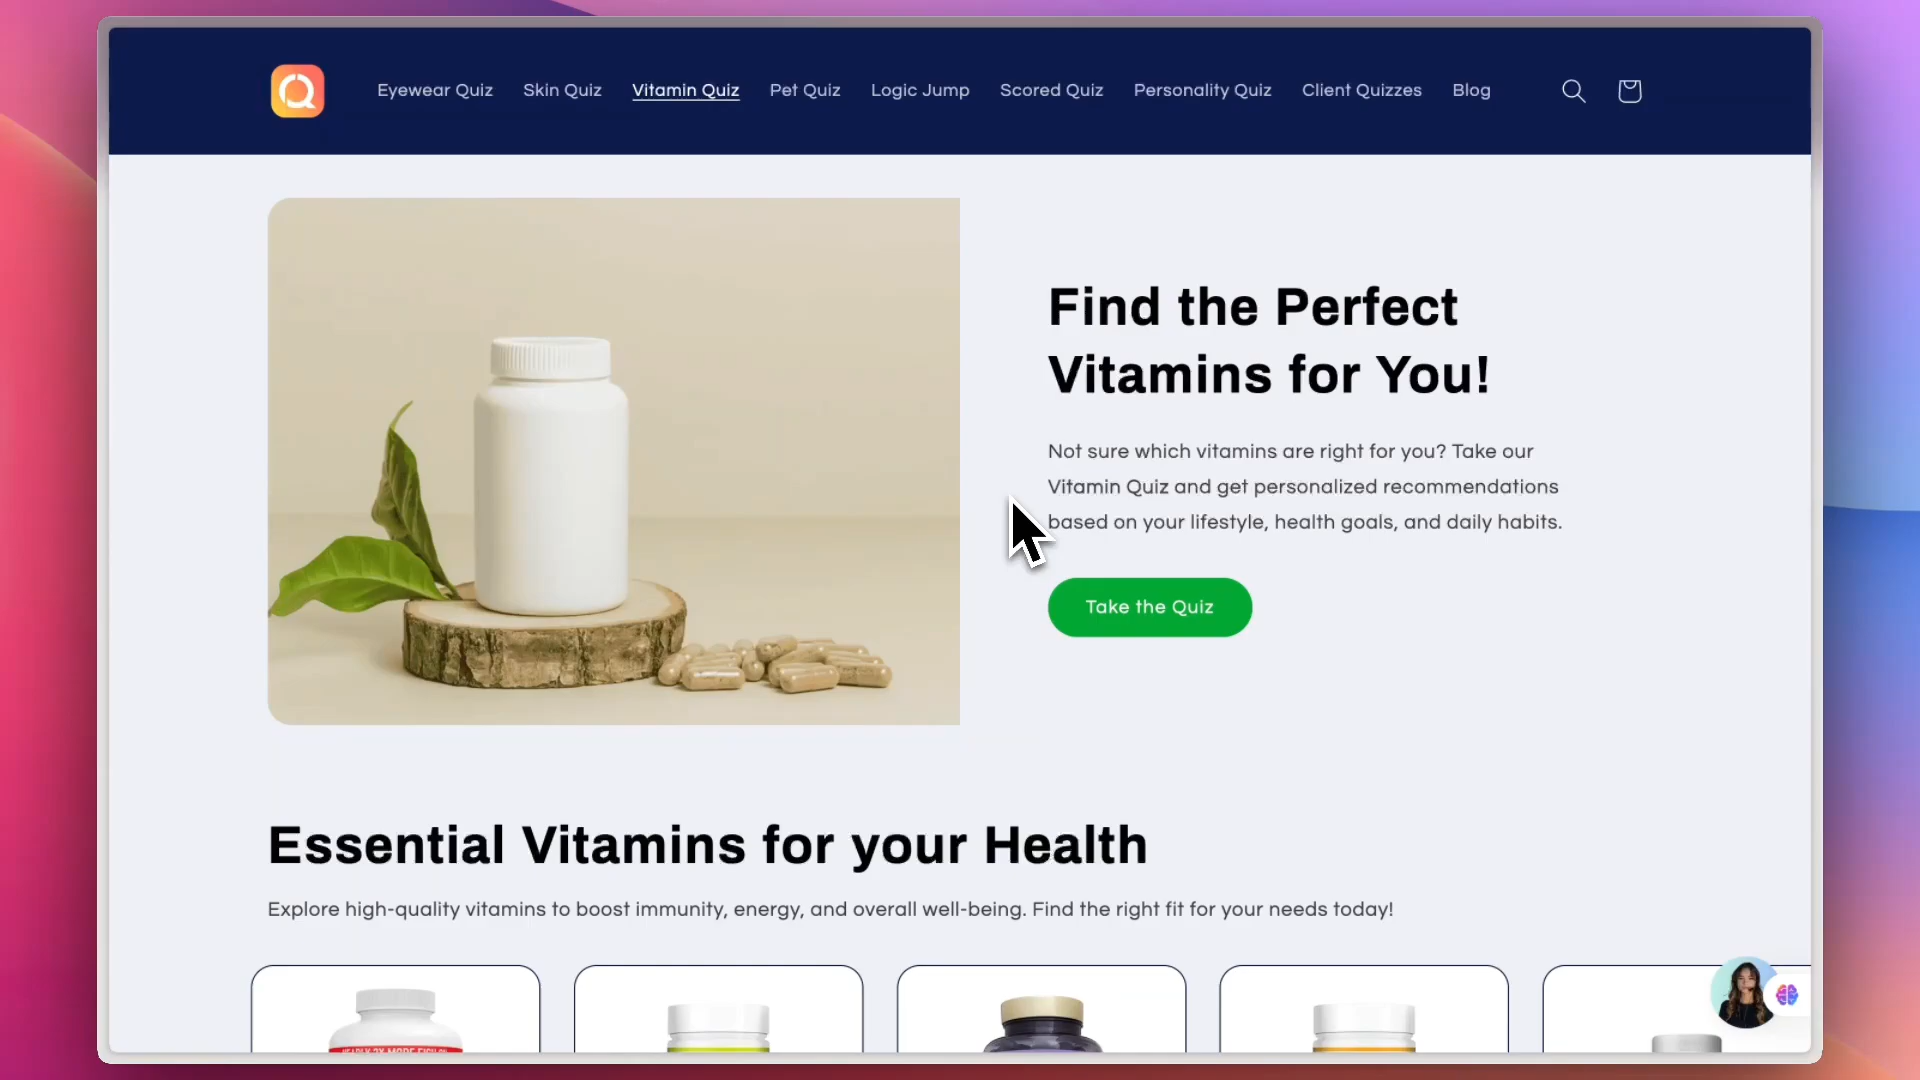 Eyewear Quiz
Skin Quiz
Vitamin Quiz
Pet Quiz
Logic Jump
Scored Quiz
Personality Quiz
Client Quizzes
Blog
Find the Perfect
Vitamins for You!
Not sure which vitamins are right for you? Take our
Vitamin Quiz and get personalized recommendations
based on your lifestyle, health goals, and daily habits.
Take the Quiz
Essential Vitamins for your Health
Explore high-quality vitamins to boost immunity, energy, and overall well-being. Find the right fit for your needs today!